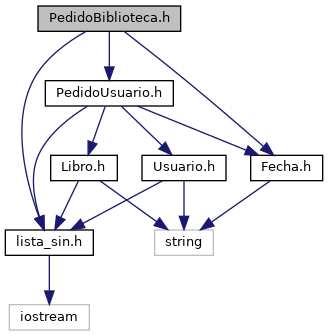 PedidoBiblioteca.h
PedidoUsuario.h
Libro.h
Usuario.h
Fecha.h
lista_sin.h
string
iostream